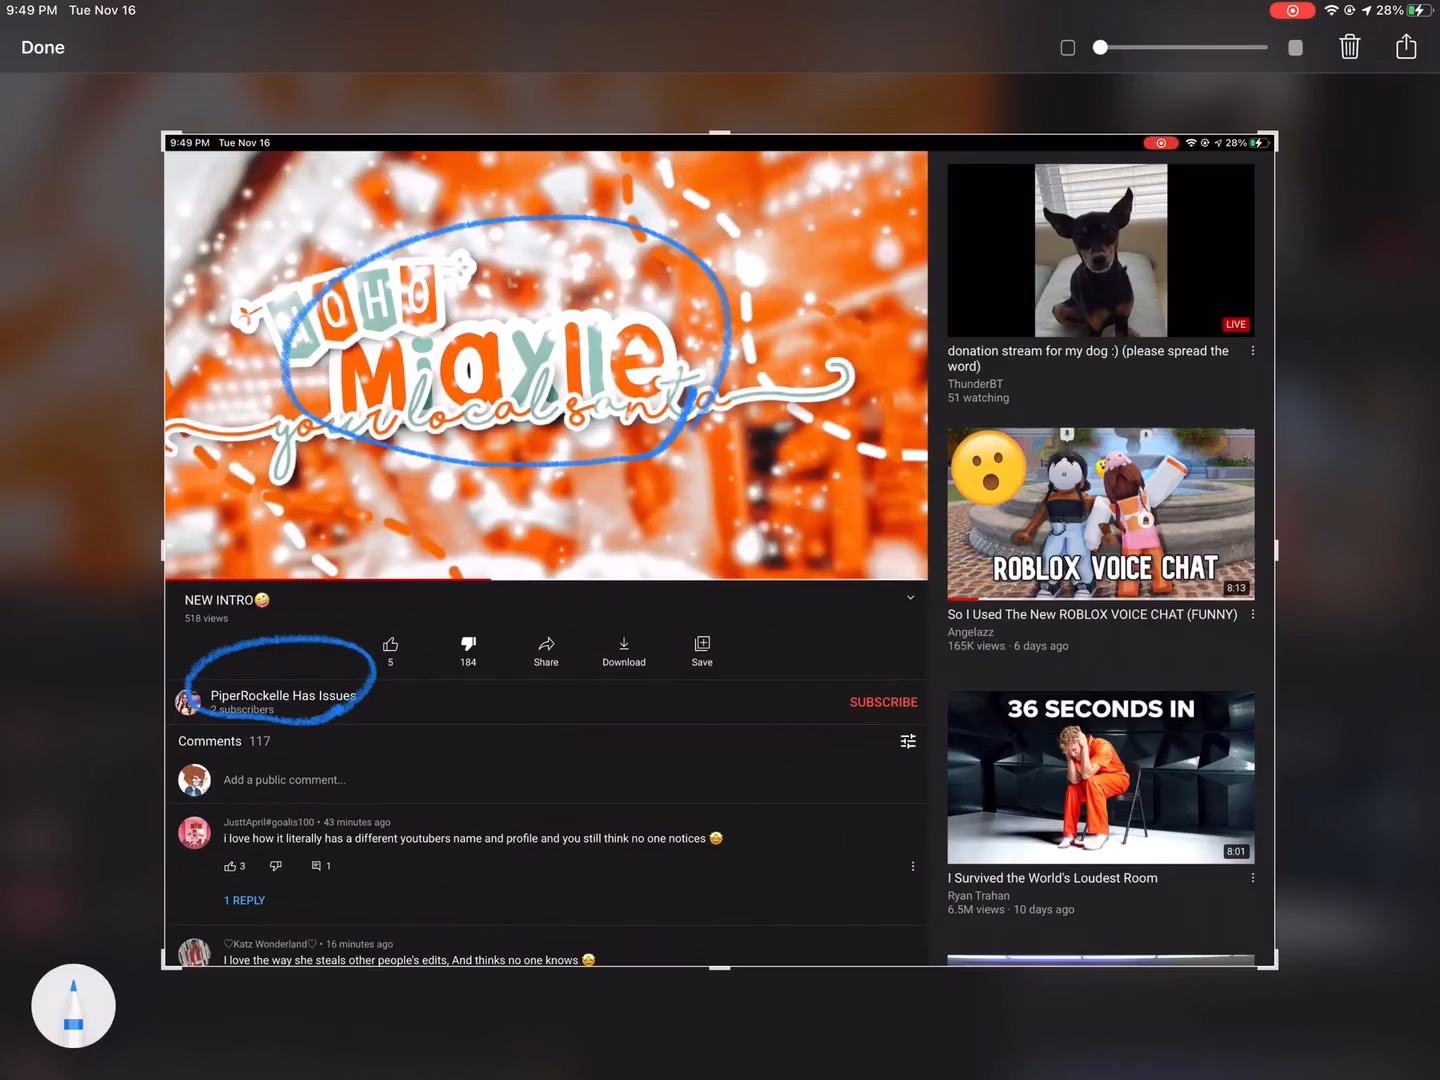 9:49 PM Tue Nov 16
28%
Done
9:49 PM Tue Nov 16
28%
HOHO
Miaylle
your local santa
NEW INTRO🤪
518 views
5
184
Share
Download
Save
PiperRockelle Has Issues
2 subscribers
SUBSCRIBE
Comments 117
Add a public comment...
JusttApril#goalis100 • 43 minutes ago
i love how it literally has a different youtubers name and profile and you still think no one notices 🤩
3
1
1 REPLY
♡Katz Wonderland♡ • 16 minutes ago
I love the way she steals other people's edits, And thinks no one knows 🤩
LIVE
donation stream for my dog :) (please spread the
word)
ThunderBT
51 watching
ROBLOX VOICE CHAT
8:13
So I Used The New ROBLOX VOICE CHAT (FUNNY)
Angelazz
165K views · 6 days ago
36 SECONDS IN
8:01
I Survived the World's Loudest Room
Ryan Trahan
6.5M views · 10 days ago